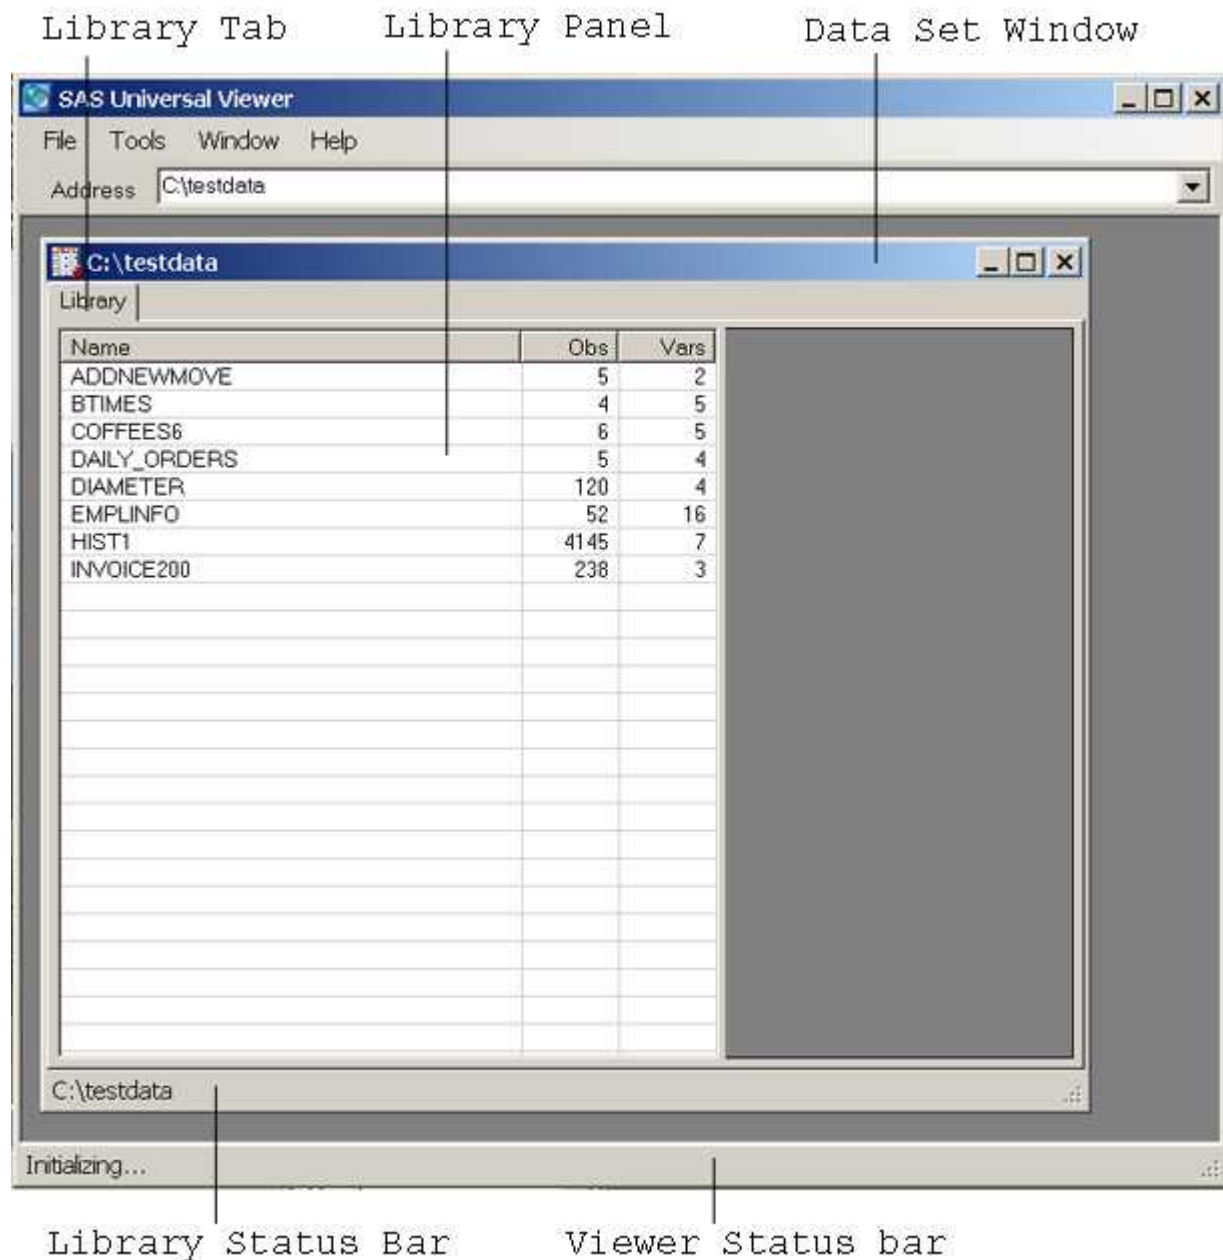 Library Tab Library Panel Data Set Window
SAS Universal Viewer
File Tools Window Help
Address C:\testdata
C:\testdata
Library
Name Obs Vars
ADDNEWMOVE 5 2
BTIMES 4 5
COFFEES6 6 5
DAILY_ORDERS 5 4
DIAMETER 120 4
EMPLINFO 52 16
HIST1 4145 7
INVOICE200 238 3
C:\testdata
Initializing...
Library Status Bar Viewer Status bar